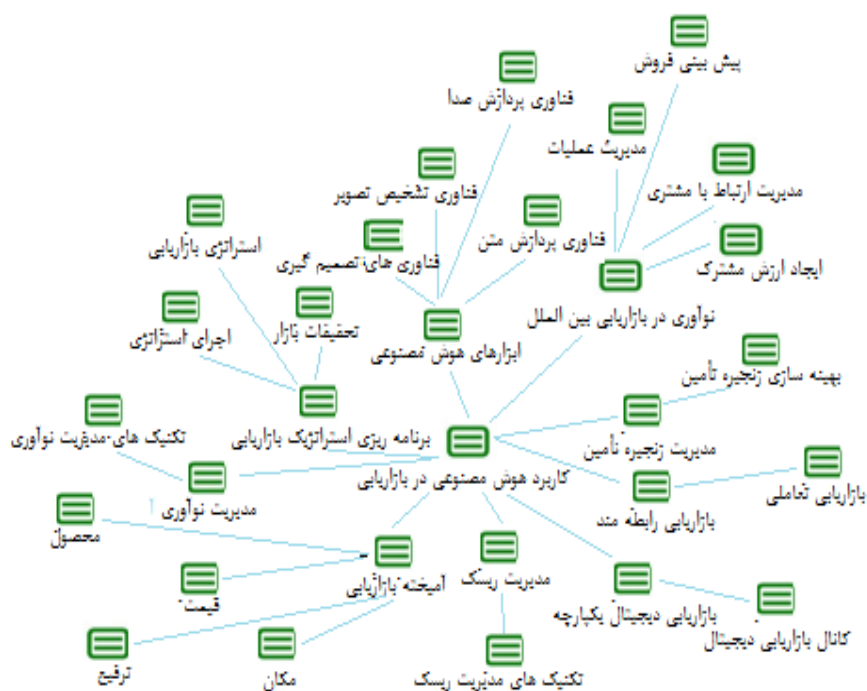 پیش بینی فروش
فناوری پردازش صدا
مدیریت عملیات
مدیریت ارتباط با مشتری
فناوری تشخیص تصویر
فناوری پردازش متن
ایجاد ارزش مشترک
استراتژی بازاریابی
فناوری های تصمیم گیری
نوآوری در بازاریابی بین الملل
اجرای استراتژی
تحقیقات بازار
ابزارهای هوش مصنوعی
بهینه سازی زنجیره تأمین
برنامه ریزی استراتژیک بازاریابی
تکنیک های مدیریت نوآوری
مدیریت زنجیره تأمین
کاربرد هوش مصنوعی در بازاریابی
بازاریابی تعاملی
مدیریت نوآوری
بازاریابی رابطه مند
محصول
مدیریت ریسک
آمیخته بازاریابی
قیمت
بازاریابی دیجیتال یکپارچه
کانال بازاریابی دیجیتال
ترفیع
مکان
تکنیک های مدیریت ریسک